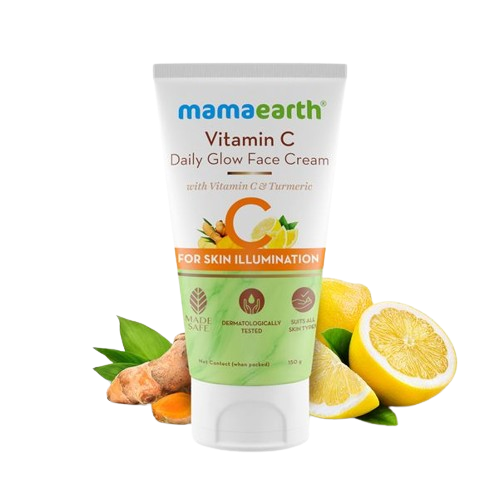 mamaearth®
Vitamin C
Daily Glow Face Cream
with Vitamin C & Turmeric
C
FOR SKIN ILLUMINATION
MADE SAFE
DERMATOLOGICALLY TESTED
SUITS ALL SKIN TYPES
Net Content (when packed) 150 g